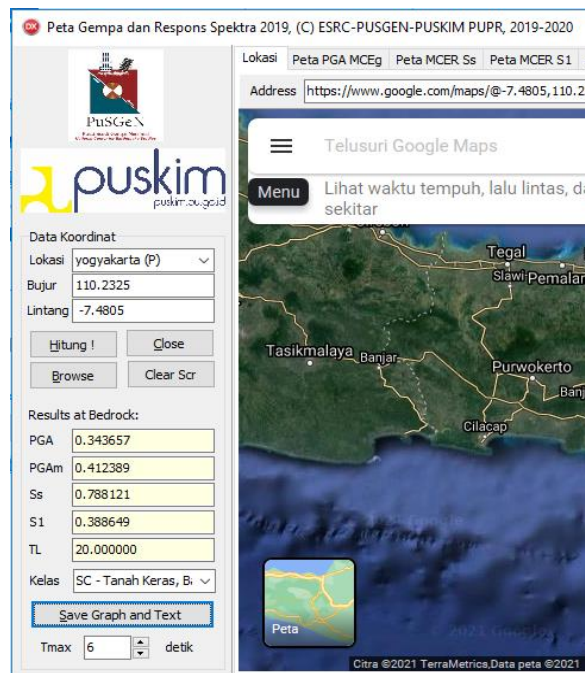 Peta Gempa dan Respons Spektra 2019, (C) ESRC-PUSGEN-PUSKIM PUPR, 2019-2020
PuSGeN
puskim
puskim.pu.go.id
Data Koordinat
Lokasi yogyakarta (P)
Bujur 110.2325
Lintang -7.4805
Hitung ! Close
Browse Clear Scr
Results at Bedrock:
PGA 0.343657
PGAm 0.412389
Ss 0.788121
S1 0.388649
TL 20.000000
Kelas SC - Tanah Keras, Ba
Save Graph and Text
Tmax 6 detik
Lokasi Peta PGA MCEg Peta MCER Ss Peta MCER S1
Address https://www.google.com/maps/@-7.4805,110.2
Telusuri Google Maps
Menu Lihat waktu tempuh, lalu lintas, da
sekitar
Tegal
Slawi Pemalan
Tasikmalaya Banjar
Purwokerto
Banj
Cilacap
Peta
Citra ©2021 TerraMetrics,Data peta ©2021